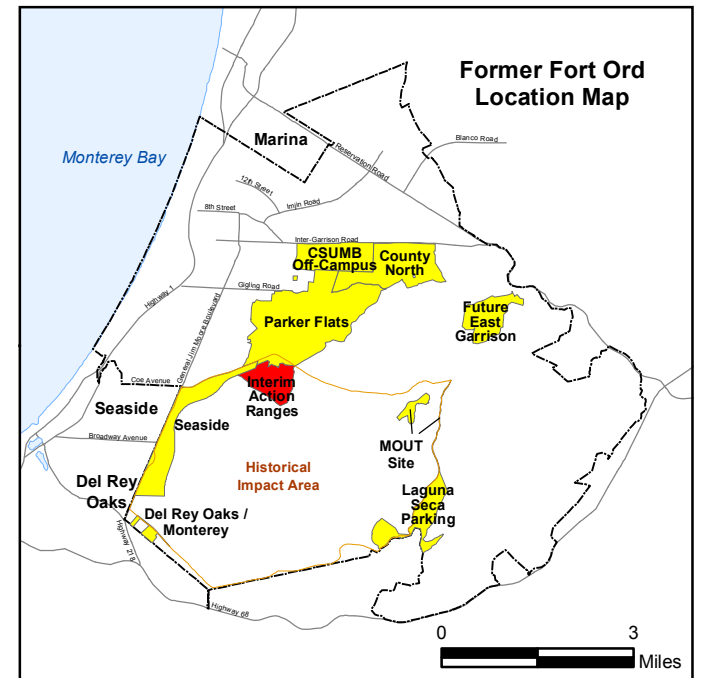 Former Fort Ord
Location Map
Marina
Blanco Road
Monterey Bay
Reservation Road
12th Street
Imjin Road
8th Street
Inter-Garrison Road
CSUMB
Off-Campus
County
North
Gigling Road
Highway 1
General Jim Moore Boulevard
Parker Flats
Future
East
Garrison
Coe Avenue
Interim
Action
Ranges
Seaside
Seaside
Broadway Avenue
MOUT
Site
Historical
Impact Area
Del Rey
Oaks
Laguna
Seca
Parking
Del Rey Oaks /
Monterey
Highway 218
Highway 68
0 3
Miles